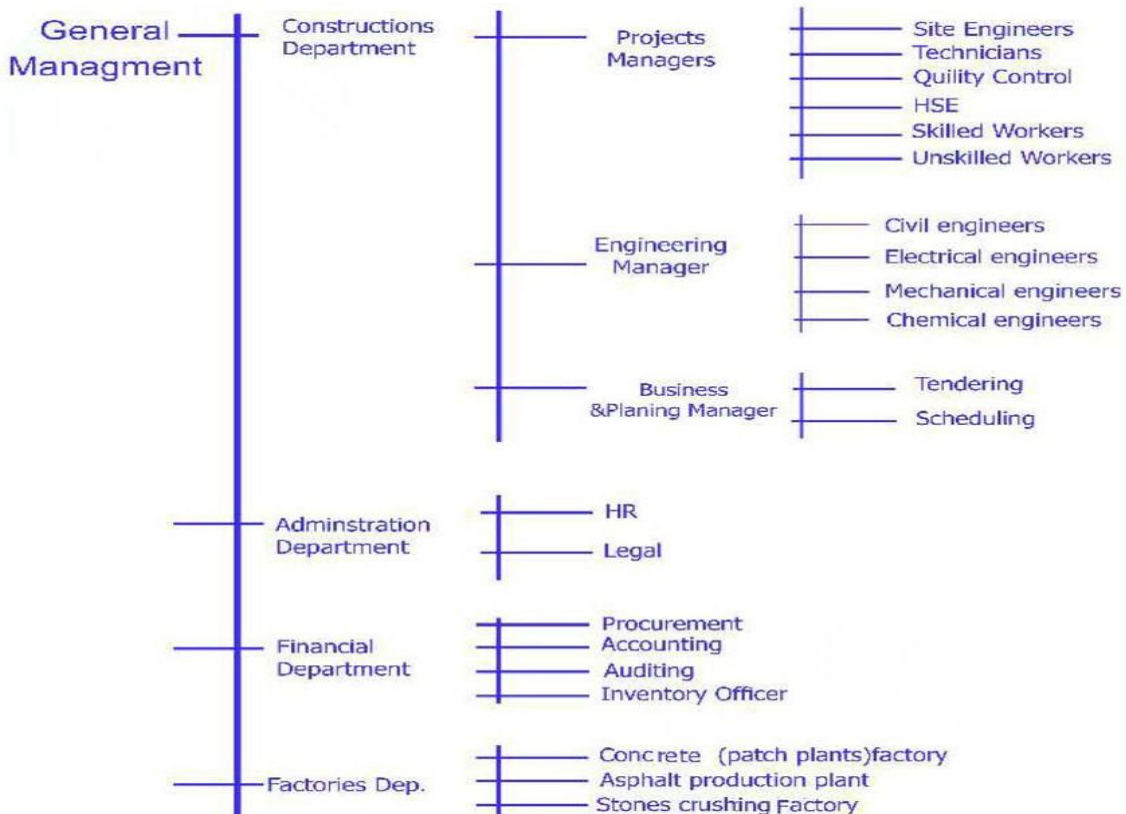 General
Managment
Constructions
Department
Projects
Managers
Site Engineers
Technicians
Quility Control
HSE
Skilled Workers
Unskilled Workers
Engineering
Manager
Civil engineers
Electrical engineers
Mechanical engineers
Chemical engineers
Business
&Planing Manager
Tendering
Scheduling
Adminstration
Department
HR
Legal
Financial
Department
Procurement
Accounting
Auditing
Inventory Officer
Factories Dep.
Concrete (patch plants)factory
Asphalt production plant
Stones crushing Factory